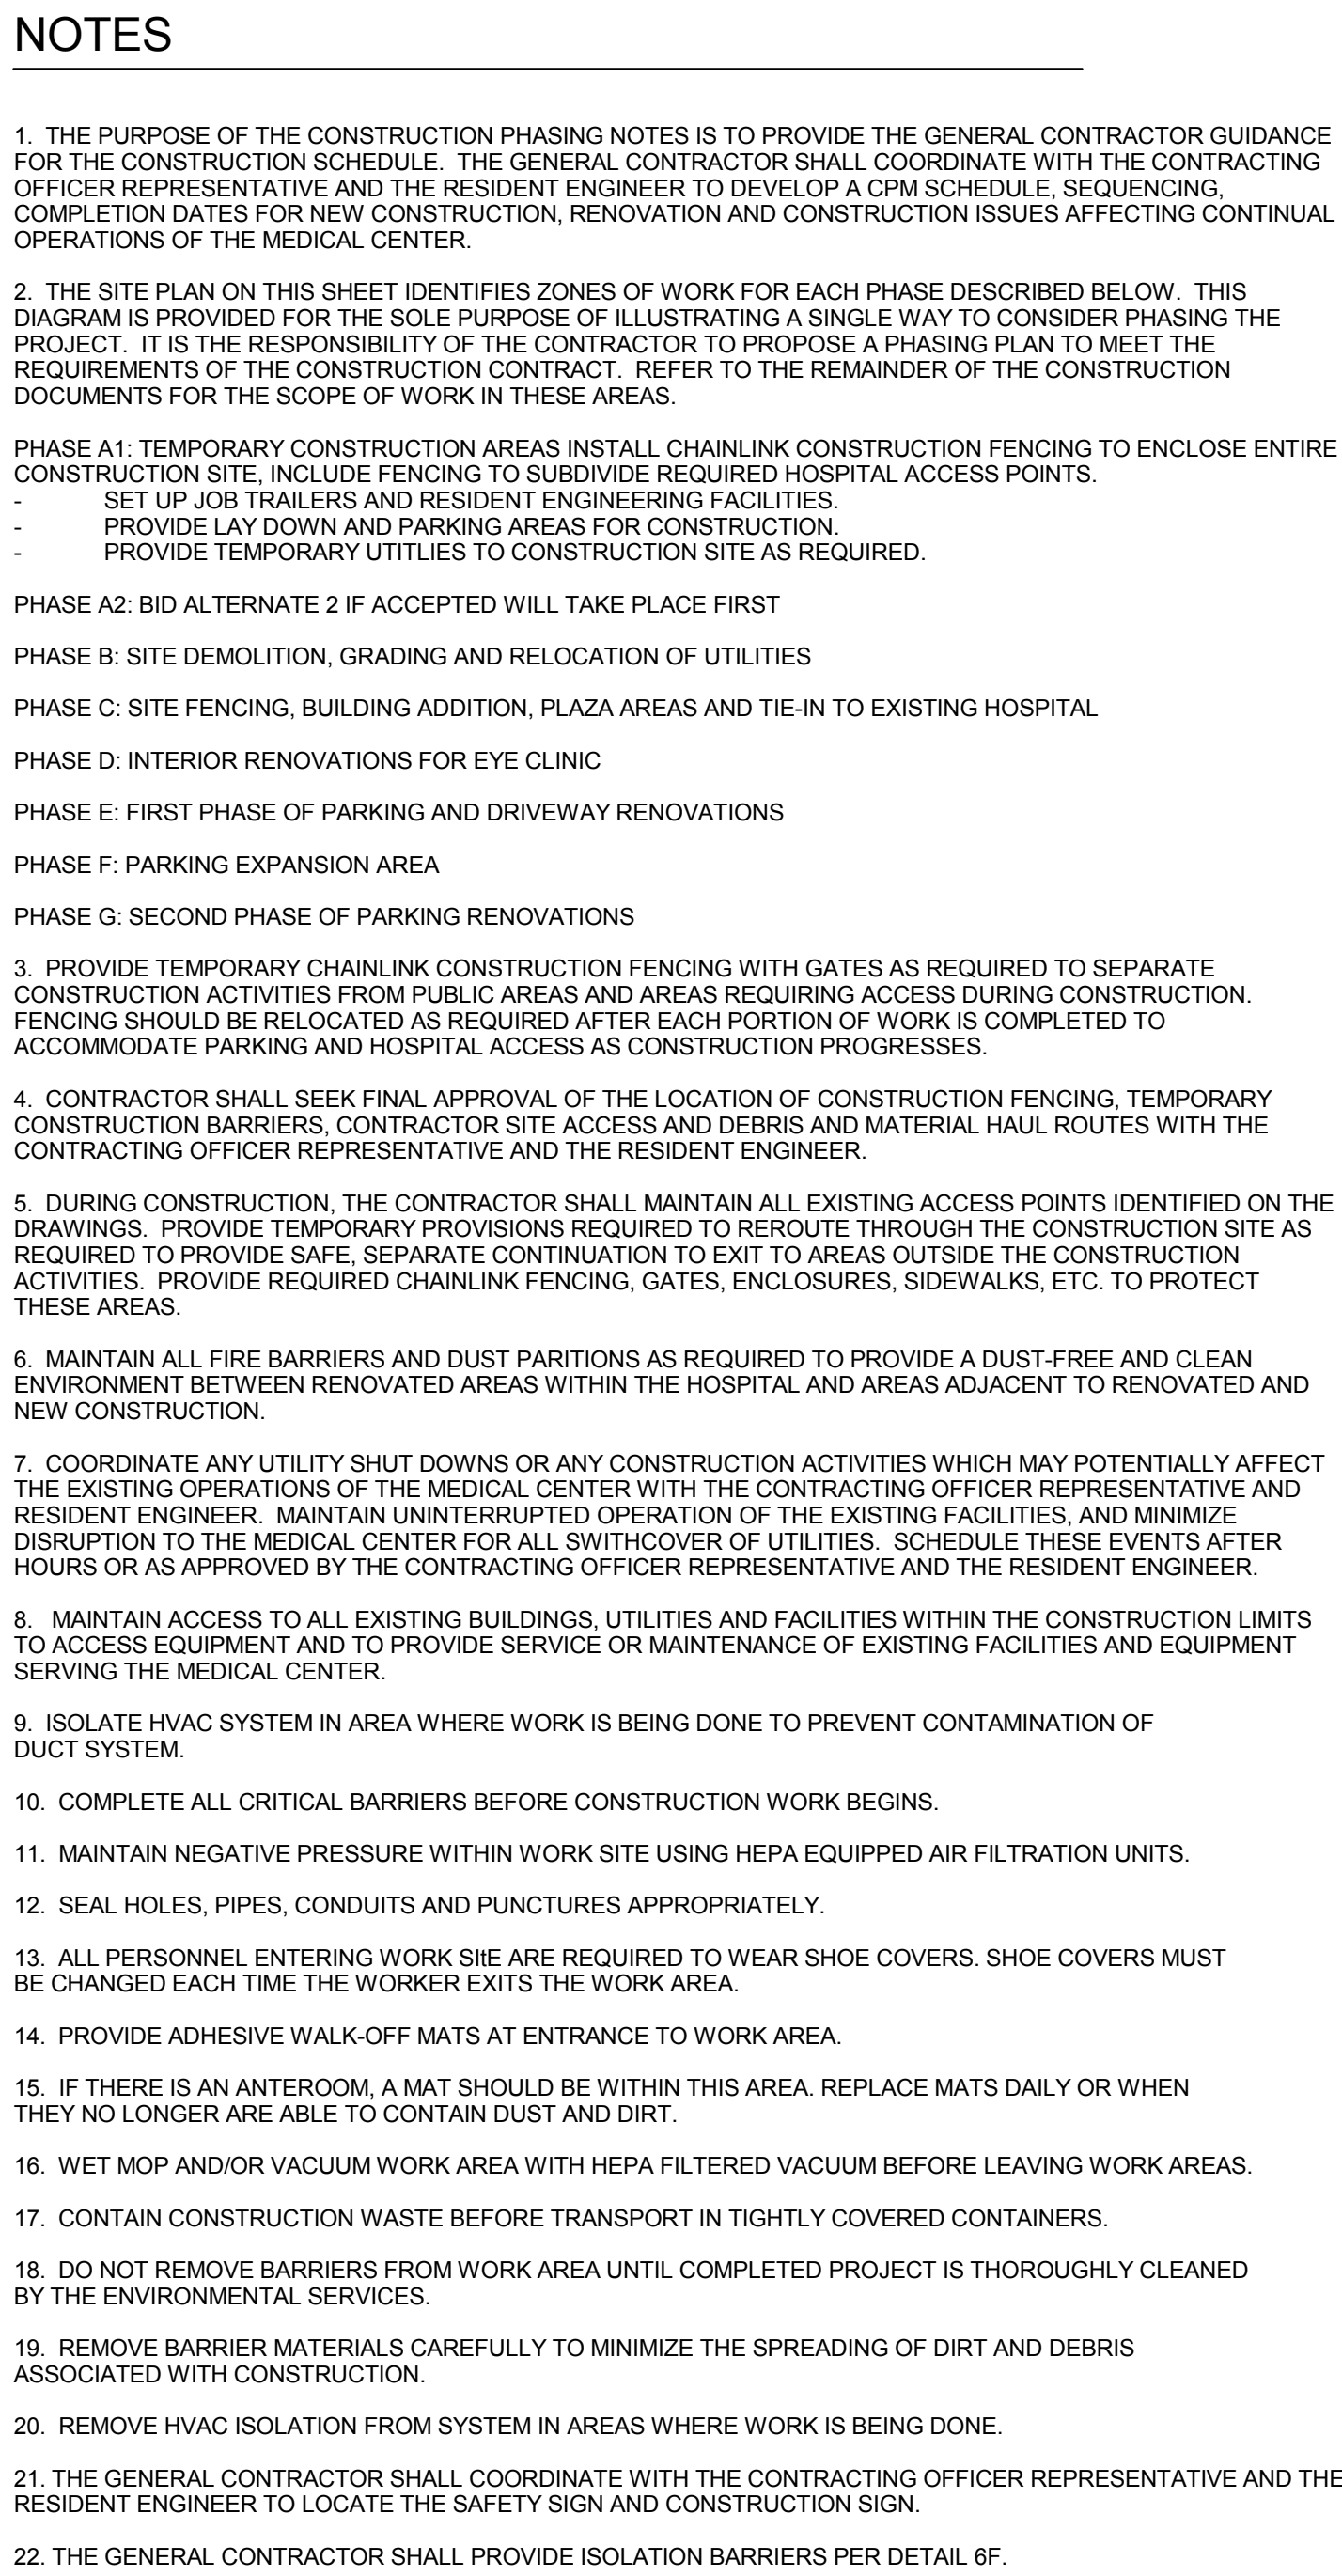 NOTES
1. THE PURPOSE OF THE CONSTRUCTION PHASING NOTES IS TO PROVIDE THE GENERAL CONTRACTOR GUIDANCE
FOR THE CONSTRUCTION SCHEDULE. THE GENERAL CONTRACTOR SHALL COORDINATE WITH THE CONTRACTING
OFFICER REPRESENTATIVE AND THE RESIDENT ENGINEER TO DEVELOP A CPM SCHEDULE, SEQUENCING,
COMPLETION DATES FOR NEW CONSTRUCTION, RENOVATION AND CONSTRUCTION ISSUES AFFECTING CONTINUAL
OPERATIONS OF THE MEDICAL CENTER.
2. THE SITE PLAN ON THIS SHEET IDENTIFIES ZONES OF WORK FOR EACH PHASE DESCRIBED BELOW. THIS
DIAGRAM IS PROVIDED FOR THE SOLE PURPOSE OF ILLUSTRATING A SINGLE WAY TO CONSIDER PHASING THE
PROJECT. IT IS THE RESPONSIBILITY OF THE CONTRACTOR TO PROPOSE A PHASING PLAN TO MEET THE
REQUIREMENTS OF THE CONSTRUCTION CONTRACT. REFER TO THE REMAINDER OF THE CONSTRUCTION
DOCUMENTS FOR THE SCOPE OF WORK IN THESE AREAS.
PHASE A1: TEMPORARY CONSTRUCTION AREAS INSTALL CHAINLINK CONSTRUCTION FENCING TO ENCLOSE ENTIRE
CONSTRUCTION SITE, INCLUDE FENCING TO SUBDIVIDE REQUIRED HOSPITAL ACCESS POINTS.
- SET UP JOB TRAILERS AND RESIDENT ENGINEERING FACILITIES.
- PROVIDE LAY DOWN AND PARKING AREAS FOR CONSTRUCTION.
- PROVIDE TEMPORARY UTITLIES TO CONSTRUCTION SITE AS REQUIRED.
PHASE A2: BID ALTERNATE 2 IF ACCEPTED WILL TAKE PLACE FIRST
PHASE B: SITE DEMOLITION, GRADING AND RELOCATION OF UTILITIES
PHASE C: SITE FENCING, BUILDING ADDITION, PLAZA AREAS AND TIE-IN TO EXISTING HOSPITAL
PHASE D: INTERIOR RENOVATIONS FOR EYE CLINIC
PHASE E: FIRST PHASE OF PARKING AND DRIVEWAY RENOVATIONS
PHASE F: PARKING EXPANSION AREA
PHASE G: SECOND PHASE OF PARKING RENOVATIONS
3. PROVIDE TEMPORARY CHAINLINK CONSTRUCTION FENCING WITH GATES AS REQUIRED TO SEPARATE
CONSTRUCTION ACTIVITIES FROM PUBLIC AREAS AND AREAS REQUIRING ACCESS DURING CONSTRUCTION.
FENCING SHOULD BE RELOCATED AS REQUIRED AFTER EACH PORTION OF WORK IS COMPLETED TO
ACCOMMODATE PARKING AND HOSPITAL ACCESS AS CONSTRUCTION PROGRESSES.
4. CONTRACTOR SHALL SEEK FINAL APPROVAL OF THE LOCATION OF CONSTRUCTION FENCING, TEMPORARY
CONSTRUCTION BARRIERS, CONTRACTOR SITE ACCESS AND DEBRIS AND MATERIAL HAUL ROUTES WITH THE
CONTRACTING OFFICER REPRESENTATIVE AND THE RESIDENT ENGINEER.
5. DURING CONSTRUCTION, THE CONTRACTOR SHALL MAINTAIN ALL EXISTING ACCESS POINTS IDENTIFIED ON THE
DRAWINGS. PROVIDE TEMPORARY PROVISIONS REQUIRED TO REROUTE THROUGH THE CONSTRUCTION SITE AS
REQUIRED TO PROVIDE SAFE, SEPARATE CONTINUATION TO EXIT TO AREAS OUTSIDE THE CONSTRUCTION
ACTIVITIES. PROVIDE REQUIRED CHAINLINK FENCING, GATES, ENCLOSURES, SIDEWALKS, ETC. TO PROTECT
THESE AREAS.
6. MAINTAIN ALL FIRE BARRIERS AND DUST PARITIONS AS REQUIRED TO PROVIDE A DUST-FREE AND CLEAN
ENVIRONMENT BETWEEN RENOVATED AREAS WITHIN THE HOSPITAL AND AREAS ADJACENT TO RENOVATED AND
NEW CONSTRUCTION.
7. COORDINATE ANY UTILITY SHUT DOWNS OR ANY CONSTRUCTION ACTIVITIES WHICH MAY POTENTIALLY AFFECT
THE EXISTING OPERATIONS OF THE MEDICAL CENTER WITH THE CONTRACTING OFFICER REPRESENTATIVE AND
RESIDENT ENGINEER. MAINTAIN UNINTERRUPTED OPERATION OF THE EXISTING FACILITIES, AND MINIMIZE
DISRUPTION TO THE MEDICAL CENTER FOR ALL SWITHCOVER OF UTILITIES. SCHEDULE THESE EVENTS AFTER
HOURS OR AS APPROVED BY THE CONTRACTING OFFICER REPRESENTATIVE AND THE RESIDENT ENGINEER.
8. MAINTAIN ACCESS TO ALL EXISTING BUILDINGS, UTILITIES AND FACILITIES WITHIN THE CONSTRUCTION LIMITS
TO ACCESS EQUIPMENT AND TO PROVIDE SERVICE OR MAINTENANCE OF EXISTING FACILITIES AND EQUIPMENT
SERVING THE MEDICAL CENTER.
9. ISOLATE HVAC SYSTEM IN AREA WHERE WORK IS BEING DONE TO PREVENT CONTAMINATION OF
DUCT SYSTEM.
10. COMPLETE ALL CRITICAL BARRIERS BEFORE CONSTRUCTION WORK BEGINS.
11. MAINTAIN NEGATIVE PRESSURE WITHIN WORK SITE USING HEPA EQUIPPED AIR FILTRATION UNITS.
12. SEAL HOLES, PIPES, CONDUITS AND PUNCTURES APPROPRIATELY.
13. ALL PERSONNEL ENTERING WORK SItE ARE REQUIRED TO WEAR SHOE COVERS. SHOE COVERS MUST
BE CHANGED EACH TIME THE WORKER EXITS THE WORK AREA.
14. PROVIDE ADHESIVE WALK-OFF MATS AT ENTRANCE TO WORK AREA.
15. IF THERE IS AN ANTEROOM, A MAT SHOULD BE WITHIN THIS AREA. REPLACE MATS DAILY OR WHEN
THEY NO LONGER ARE ABLE TO CONTAIN DUST AND DIRT.
16. WET MOP AND/OR VACUUM WORK AREA WITH HEPA FILTERED VACUUM BEFORE LEAVING WORK AREAS.
17. CONTAIN CONSTRUCTION WASTE BEFORE TRANSPORT IN TIGHTLY COVERED CONTAINERS.
18. DO NOT REMOVE BARRIERS FROM WORK AREA UNTIL COMPLETED PROJECT IS THOROUGHLY CLEANED
BY THE ENVIRONMENTAL SERVICES.
19. REMOVE BARRIER MATERIALS CAREFULLY TO MINIMIZE THE SPREADING OF DIRT AND DEBRIS
ASSOCIATED WITH CONSTRUCTION.
20. REMOVE HVAC ISOLATION FROM SYSTEM IN AREAS WHERE WORK IS BEING DONE.
21. THE GENERAL CONTRACTOR SHALL COORDINATE WITH THE CONTRACTING OFFICER REPRESENTATIVE AND THE
RESIDENT ENGINEER TO LOCATE THE SAFETY SIGN AND CONSTRUCTION SIGN.
22. THE GENERAL CONTRACTOR SHALL PROVIDE ISOLATION BARRIERS PER DETAIL 6F.